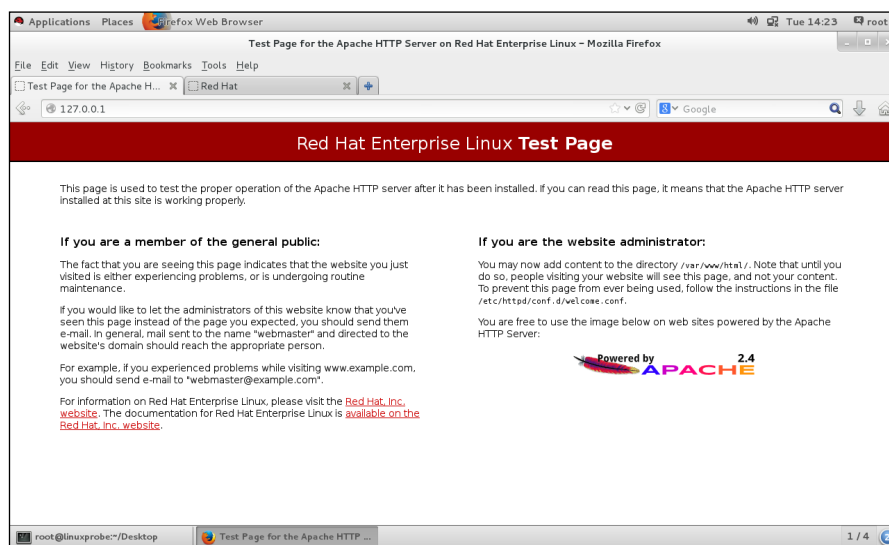 Applications Places Firefox Web Browser Tue 14:23 root
Test Page for the Apache HTTP Server on Red Hat Enterprise Linux - Mozilla Firefox
File Edit View History Bookmarks Tools Help
Test Page for the Apache H... Red Hat
127.0.0.1 Google
Red Hat Enterprise Linux Test Page
This page is used to test the proper operation of the Apache HTTP server after it has been installed. If you can read this page, it means that the Apache HTTP server
installed at this site is working properly.
If you are a member of the general public:
The fact that you are seeing this page indicates that the website you just
visited is either experiencing problems, or is undergoing routine
maintenance.
If you would like to let the administrators of this website know that you've
seen this page instead of the page you expected, you should send them
e-mail. In general, mail sent to the name "webmaster" and directed to the
website's domain should reach the appropriate person.
For example, if you experienced problems while visiting www.example.com,
you should send e-mail to "webmaster@example.com".
For information on Red Hat Enterprise Linux, please visit the Red Hat, Inc.
website. The documentation for Red Hat Enterprise Linux is available on the
Red Hat, Inc. website.
If you are the website administrator:
You may now add content to the directory /var/www/html/. Note that until you
do so, people visiting your website will see this page, and not your content.
To prevent this page from ever being used, follow the instructions in the file
/etc/httpd/conf.d/welcome.conf.
You are free to use the image below on web sites powered by the Apache
HTTP Server:
Powered by 2.4
APACHE
root@linuxprobe:~/Desktop Test Page for the Apache HTTP ... 1 / 4